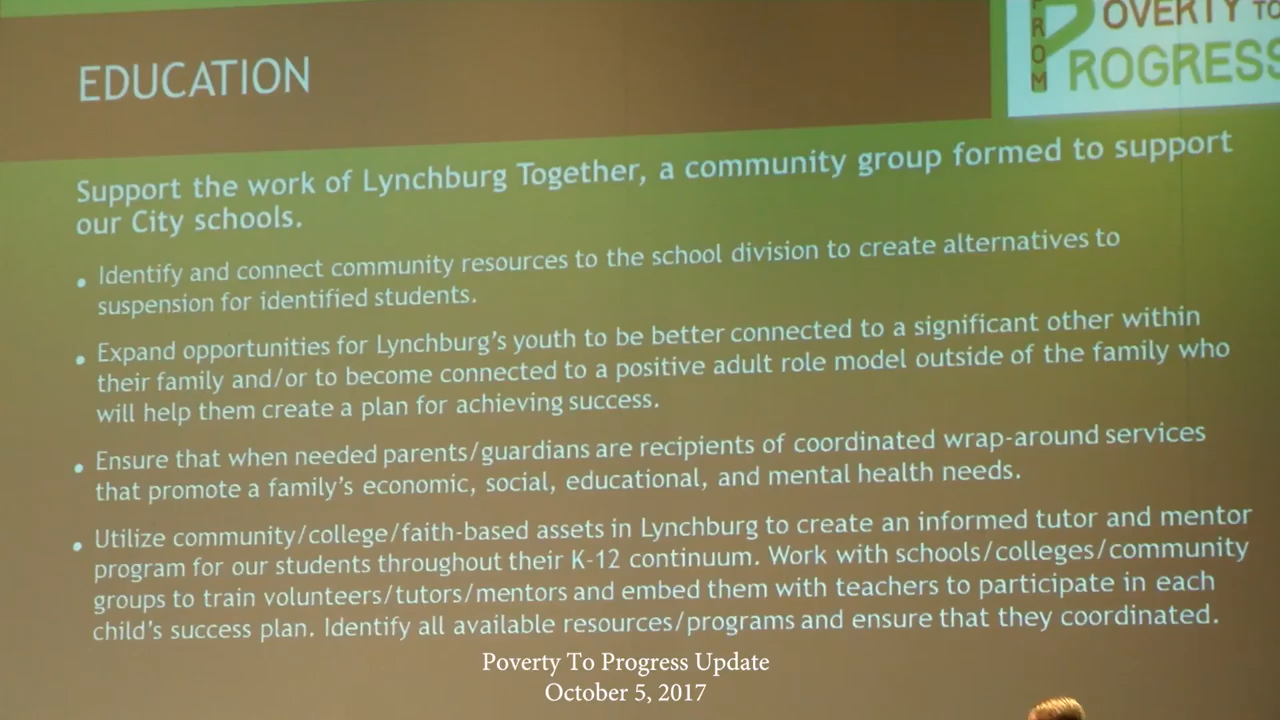 FROM
POVERTY TO
PROGRESS
EDUCATION
Support the work of Lynchburg Together, a community group formed to support
our City schools.
• Identify and connect community resources to the school division to create alternatives to
suspension for identified students.
• Expand opportunities for Lynchburg's youth to be better connected to a significant other within
their family and/or to become connected to a positive adult role model outside of the family who
will help them create a plan for achieving success.
• Ensure that when needed parents/guardians are recipients of coordinated wrap-around services
that promote a family's economic, social, educational, and mental health needs.
• Utilize community/college/faith-based assets in Lynchburg to create an informed tutor and mentor
program for our students throughout their K-12 continuum. Work with schools/colleges/community
groups to train volunteers/tutors/mentors and embed them with teachers to participate in each
child's success plan. Identify all available resources/programs and ensure that they coordinated.
Poverty To Progress Update
October 5, 2017